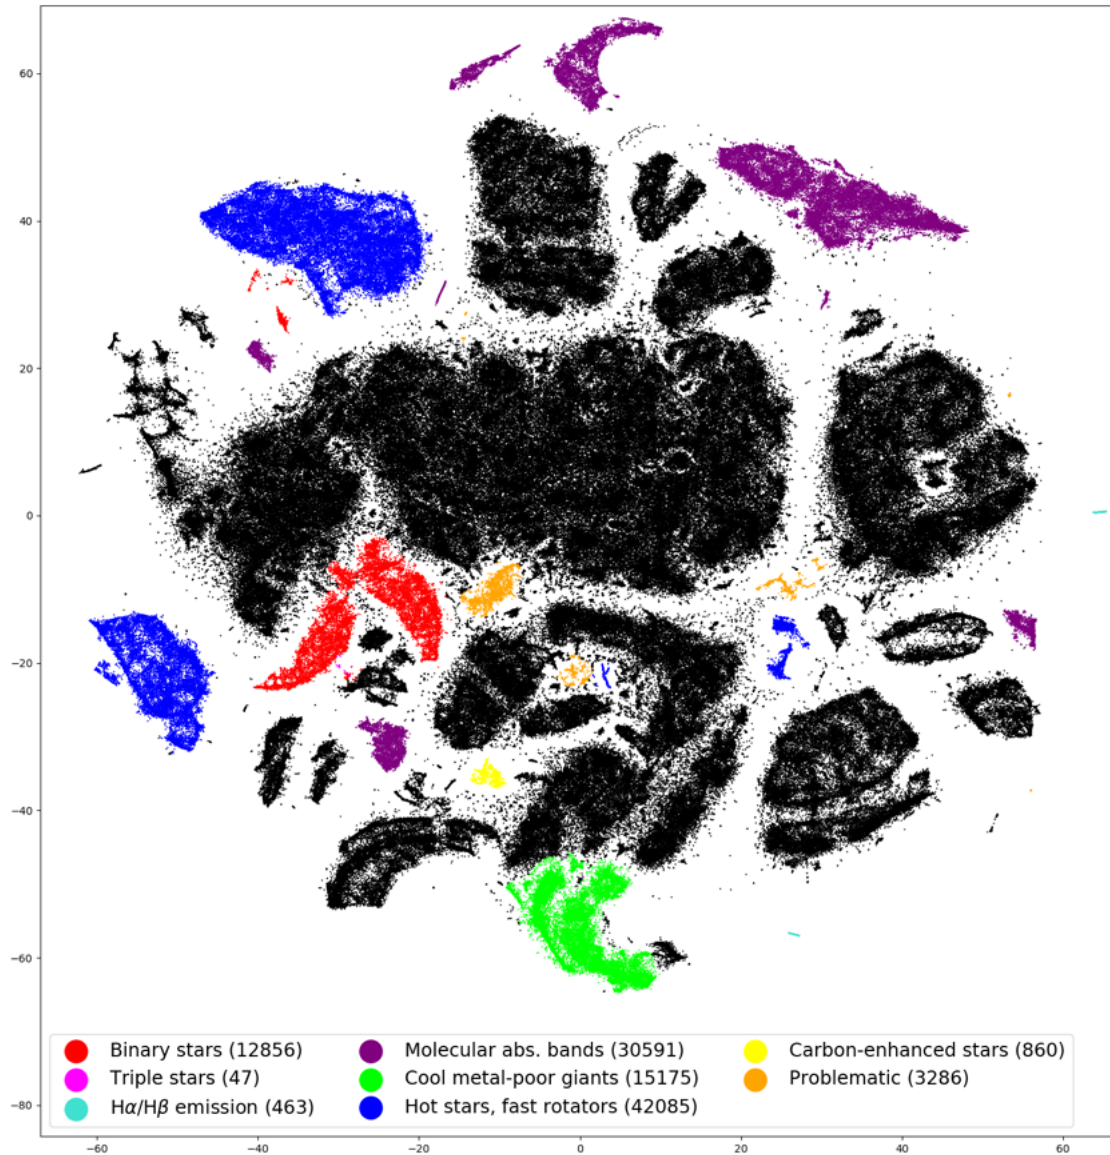 60
40
20
0
−20
−40
−60
−80
−60
−40
−20
0
20
40
60
Binary stars (12856)
Triple stars (47)
Hα/Hβ emission (463)
Molecular abs. bands (30591)
Cool metal-poor giants (15175)
Hot stars, fast rotators (42085)
Carbon-enhanced stars (860)
Problematic (3286)